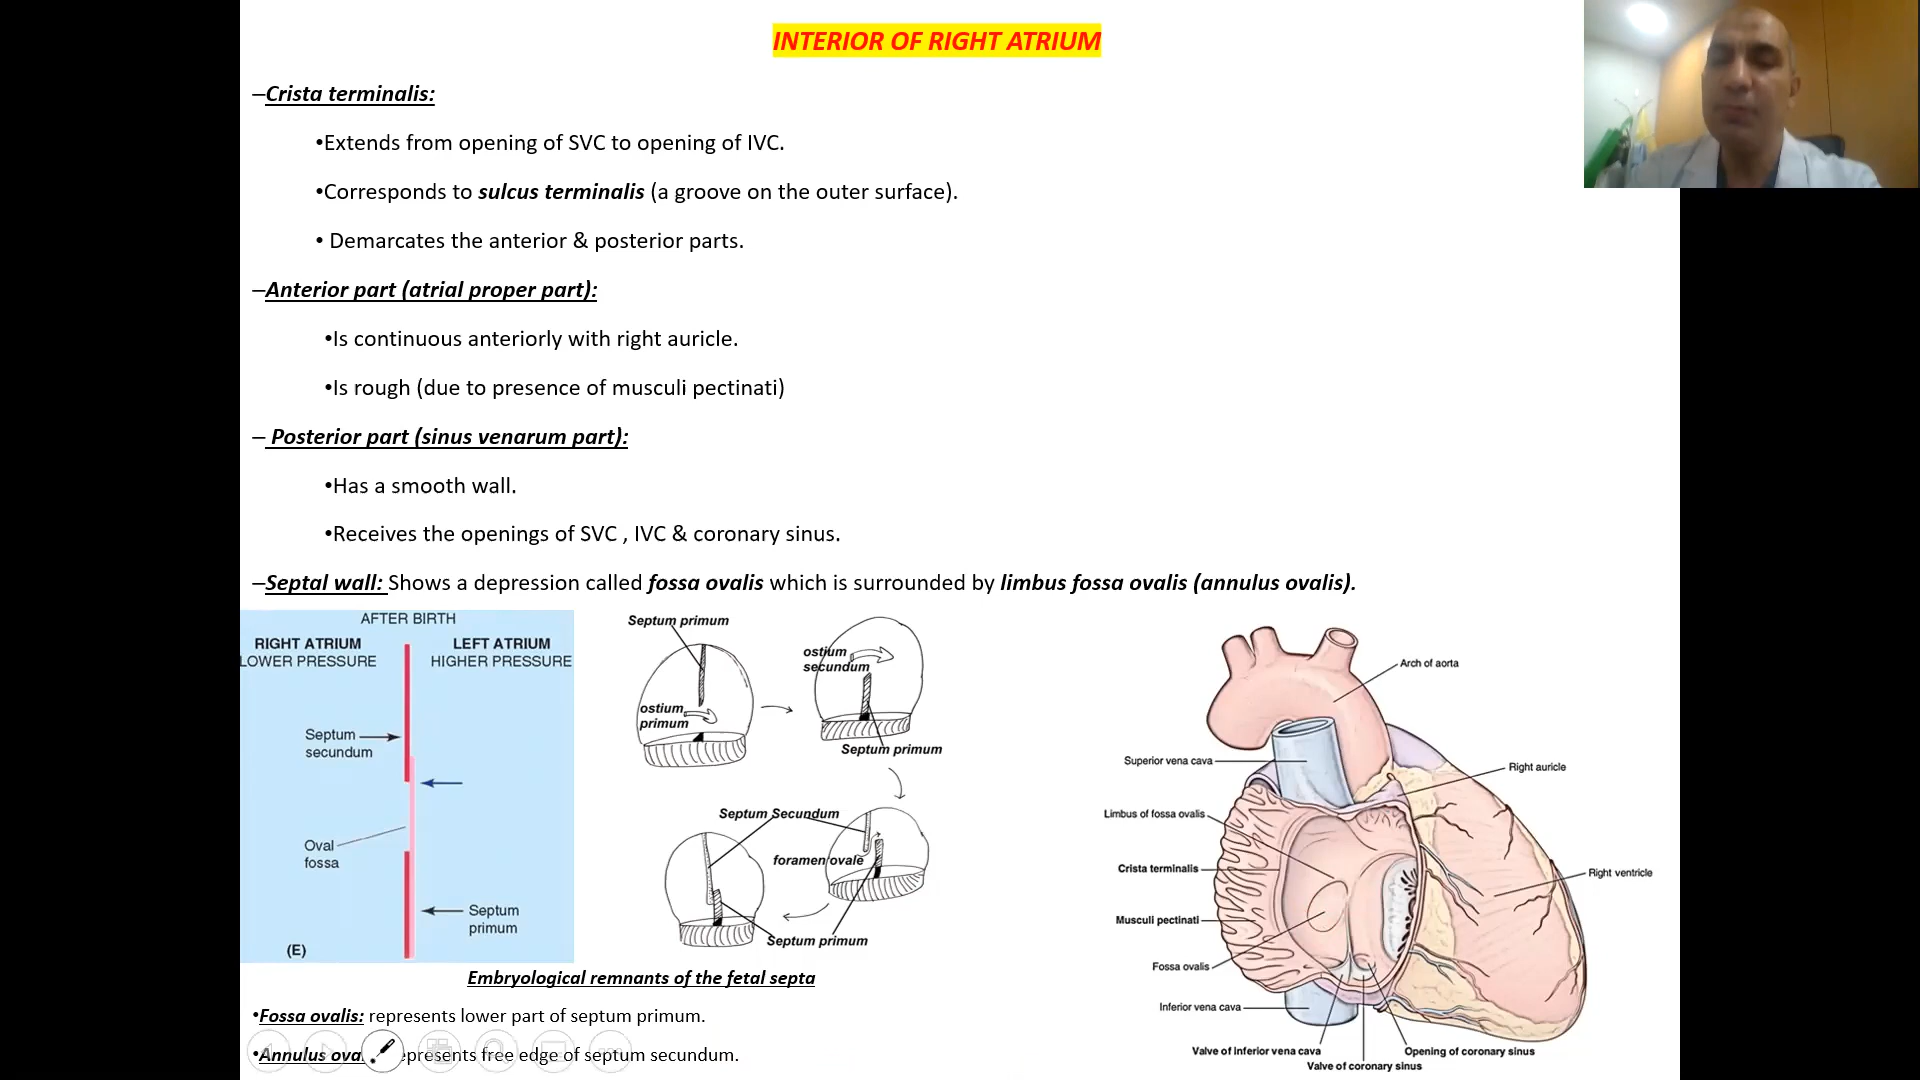 INTERIOR OF RIGHT ATRIUM
–Crista terminalis:
•Extends from opening of SVC to opening of IVC.
•Corresponds to sulcus terminalis (a groove on the outer surface).
• Demarcates the anterior & posterior parts.
–Anterior part (atrial proper part):
•Is continuous anteriorly with right auricle.
•Is rough (due to presence of musculi pectinati)
– Posterior part (sinus venarum part):
•Has a smooth wall.
•Receives the openings of SVC , IVC & coronary sinus.
–Septal wall: Shows a depression called fossa ovalis which is surrounded by limbus fossa ovalis (annulus ovalis).
AFTER BIRTH
RIGHT ATRIUM
LOWER PRESSURE
LEFT ATRIUM
HIGHER PRESSURE
Septum
secundum
Oval
fossa
Septum
primum
(E)
Septum primum
ostium
primum
ostium
secundum
Septum primum
Septum Secundum
foramen ovale
Septum primum
Arch of aorta
Superior vena cava
Right auricle
Limbus of fossa ovalis
Crista terminalis
Right ventricle
Musculi pectinati
Fossa ovalis
Inferior vena cava
Valve of inferior vena cava
Opening of coronary sinus
Valve of coronary sinus
Embryological remnants of the fetal septa
•Fossa ovalis: represents lower part of septum primum.
•Annulus ova epresents free edge of septum secundum.